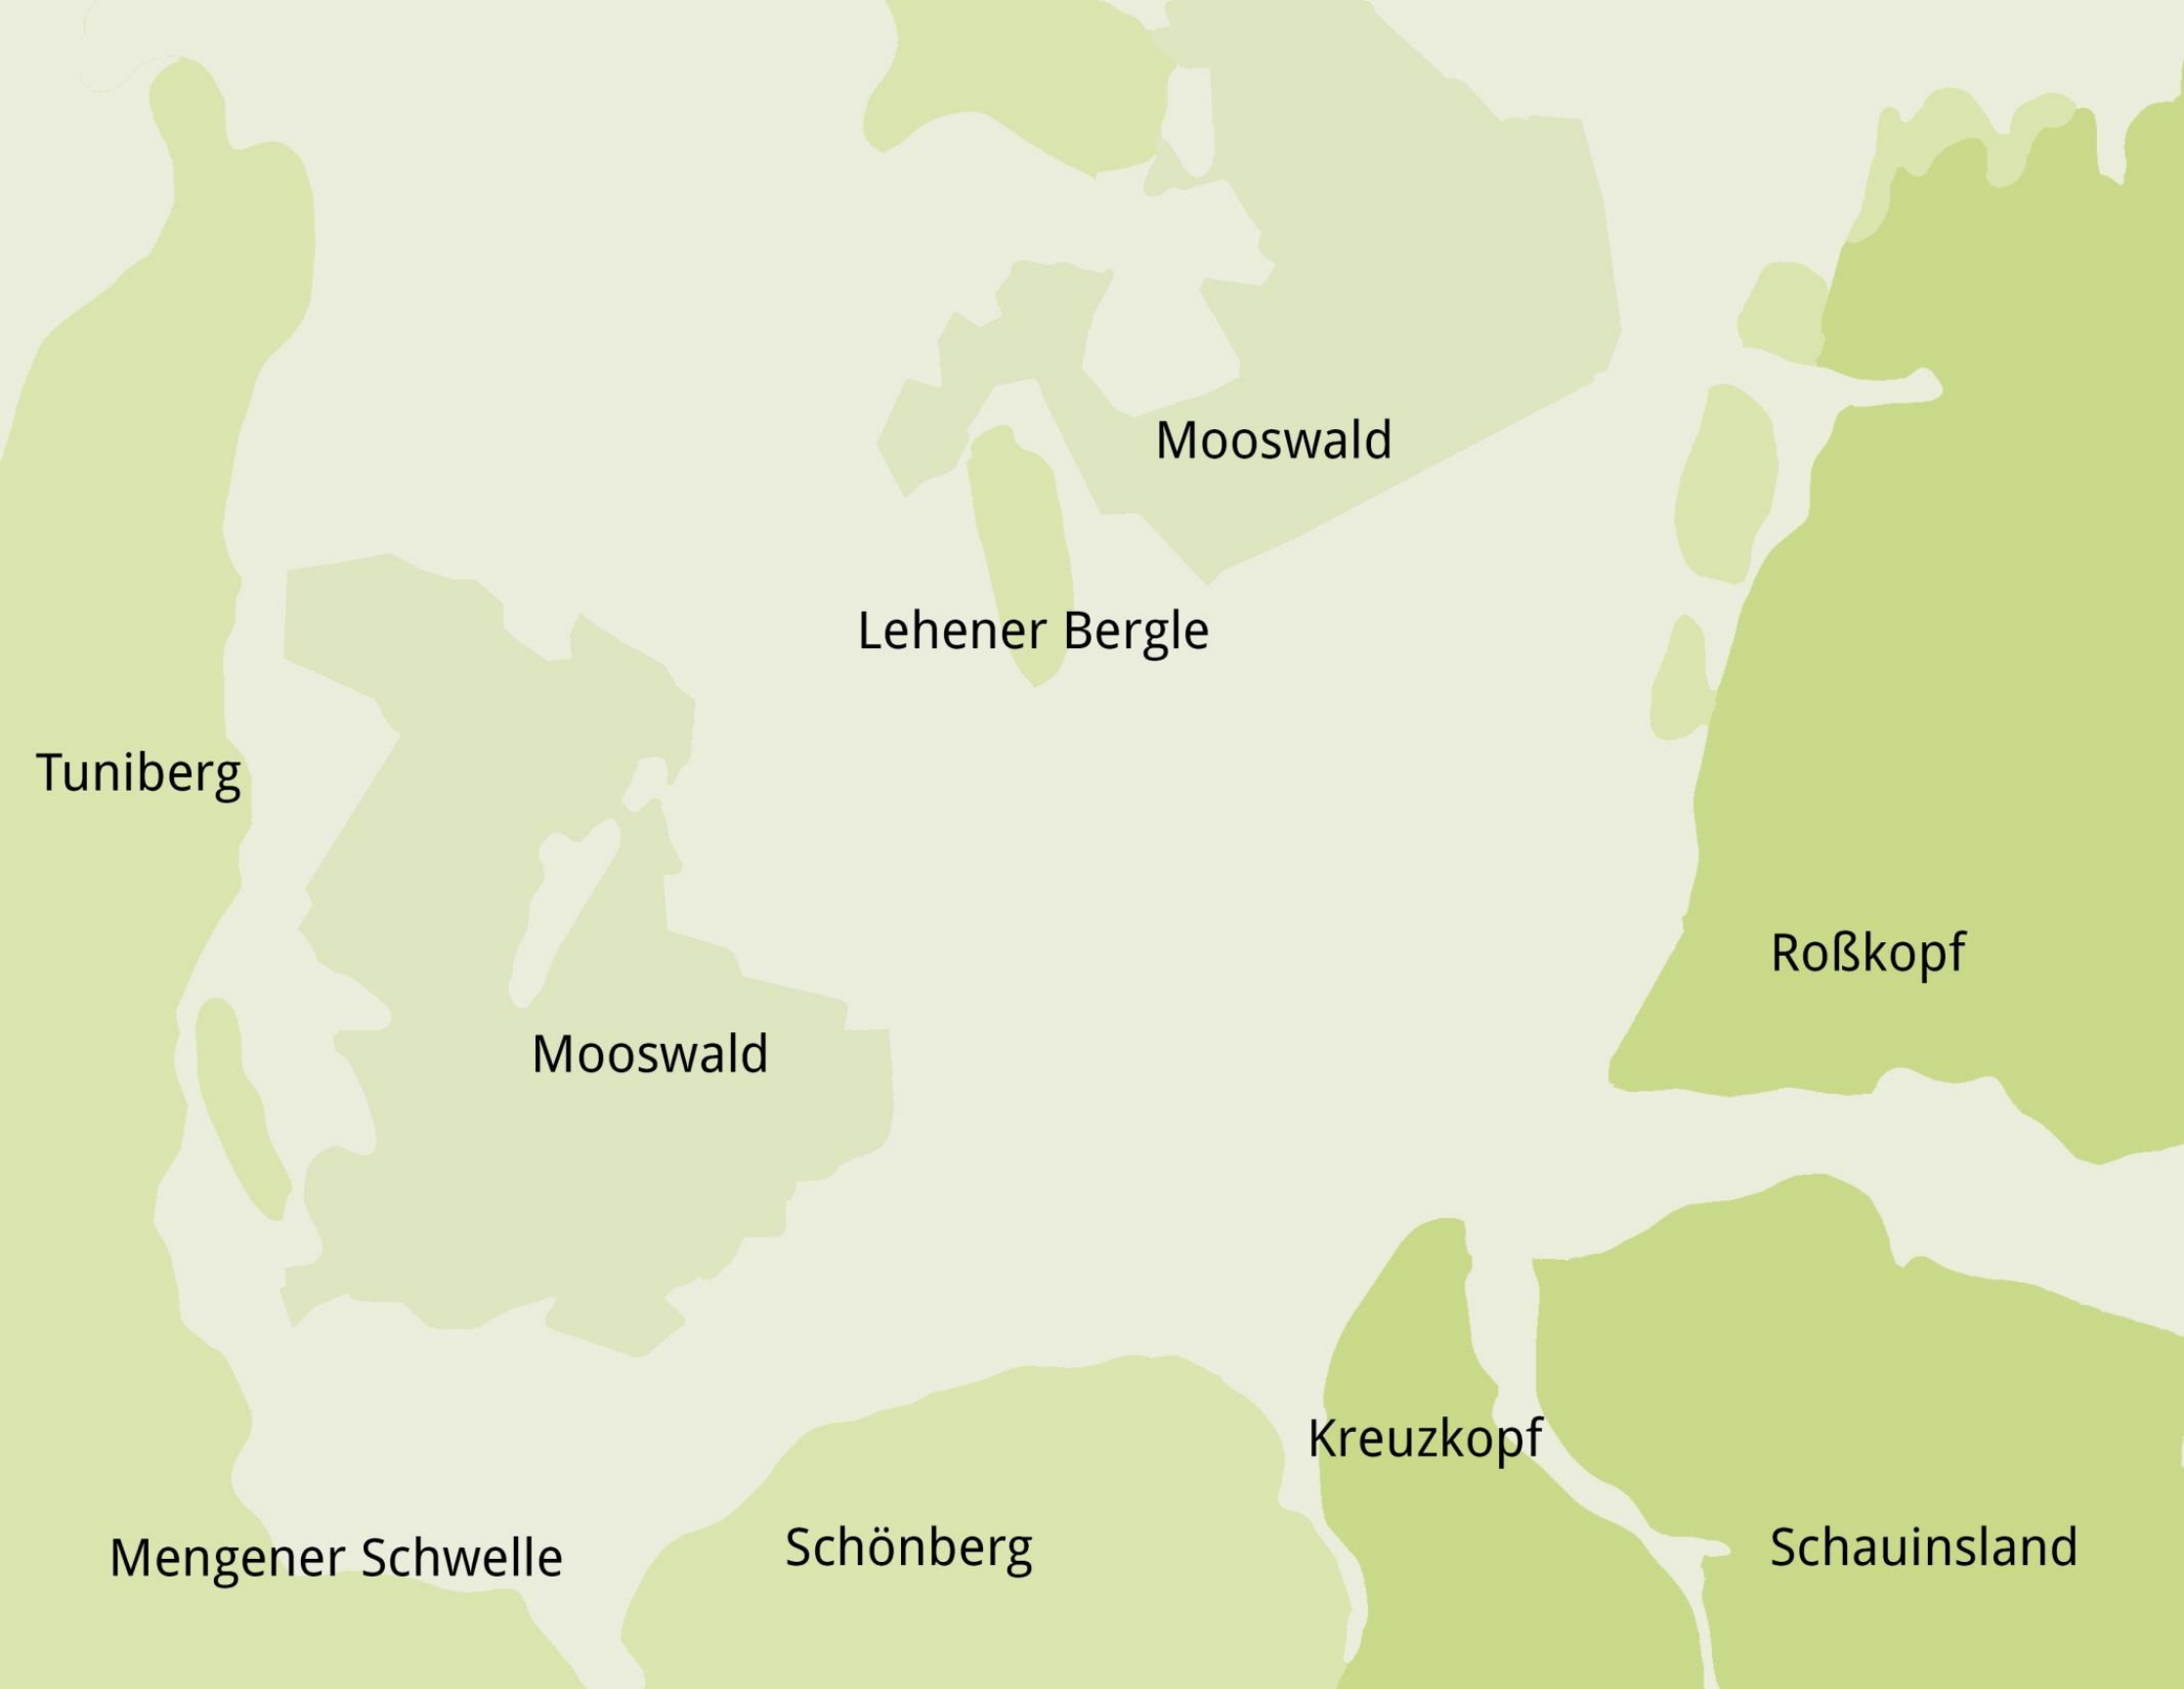 Mooswald
Lehener Bergle
Tuniberg
Roßkopf
Mooswald
Kreuzkopf
Mengener Schwelle
Schönberg
Schauinsland